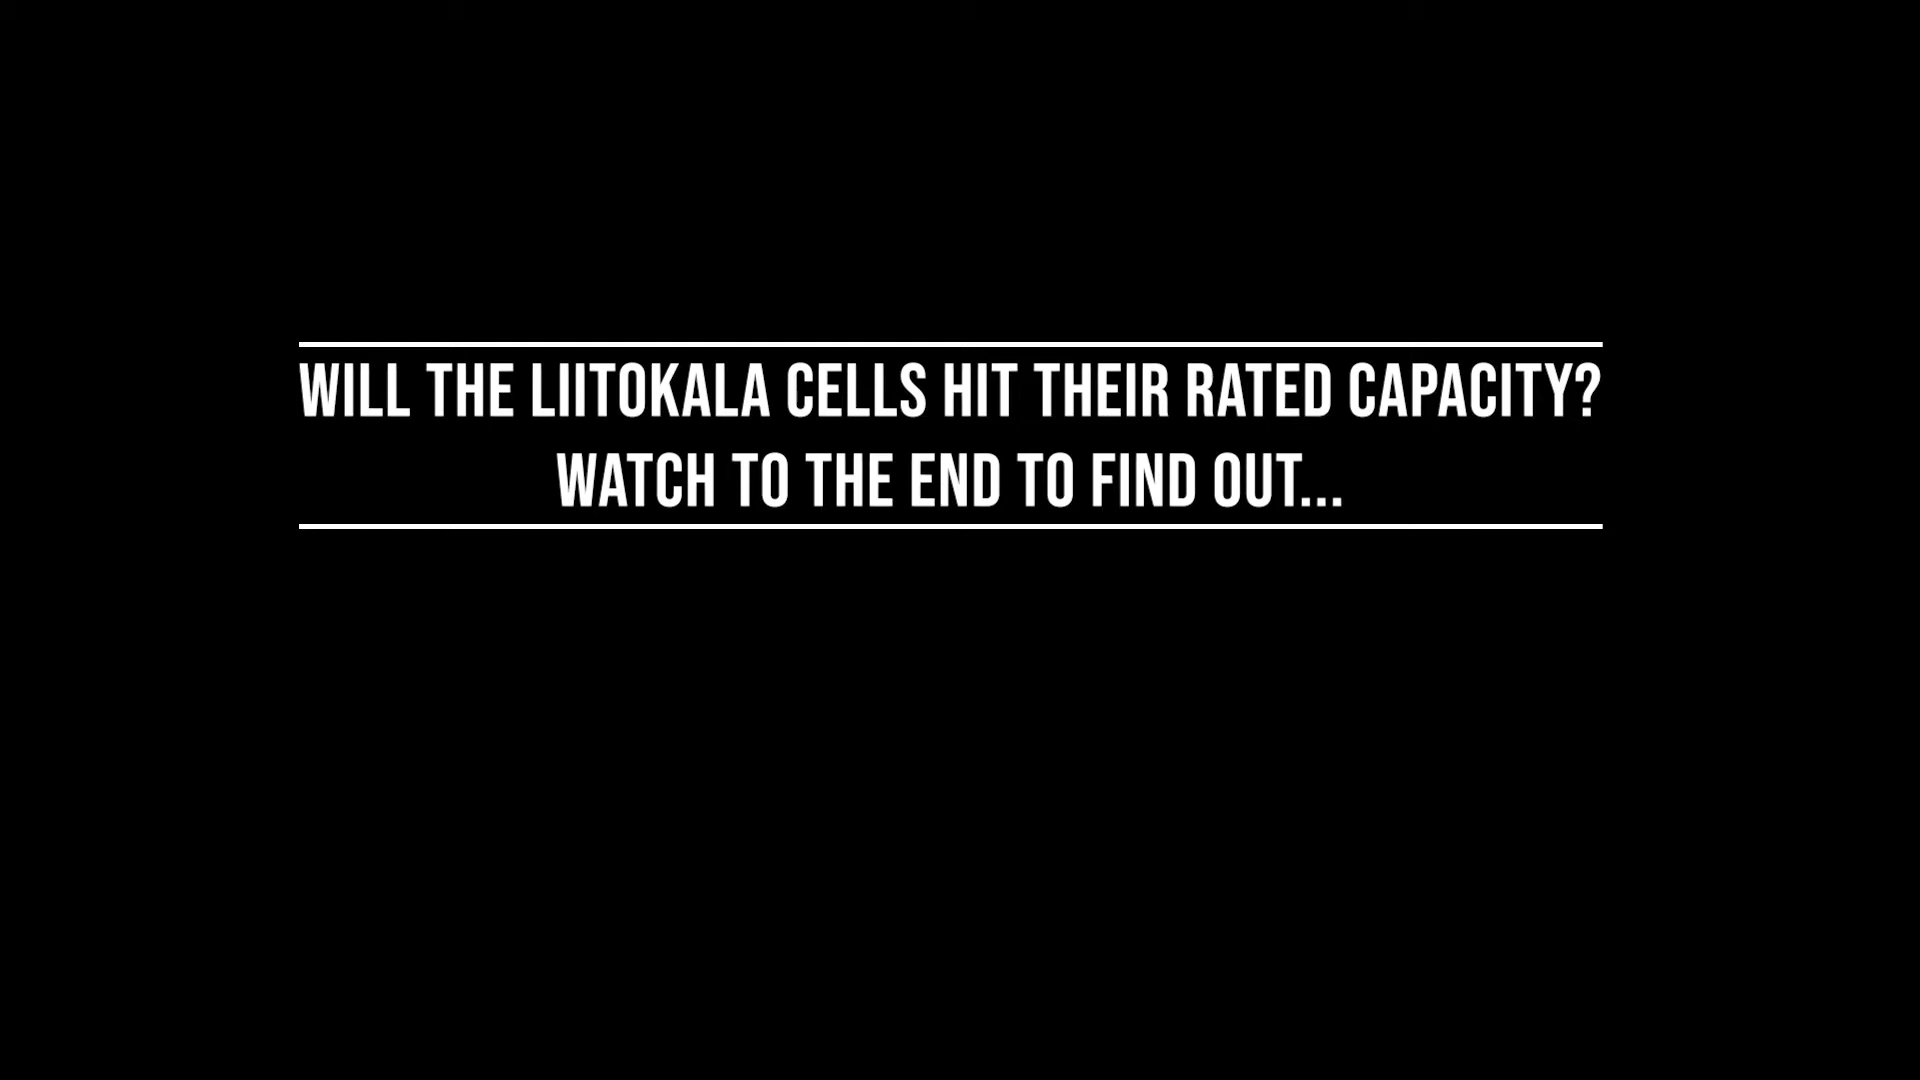 WILL THE LIITOKALA CELLS HIT THEIR RATED CAPACITY?
WATCH TO THE END TO FIND OUT...